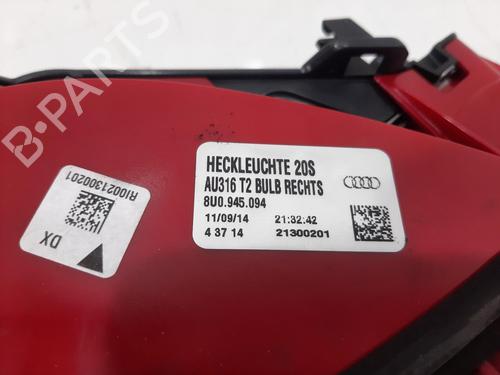 B-PARTS
HECKLEUCHTE 20S
AU316 T2 BULB RECHTS
8U0.945.094
11/09/14 21:32:42
4 37 14 21300201
RI0021300201
DX